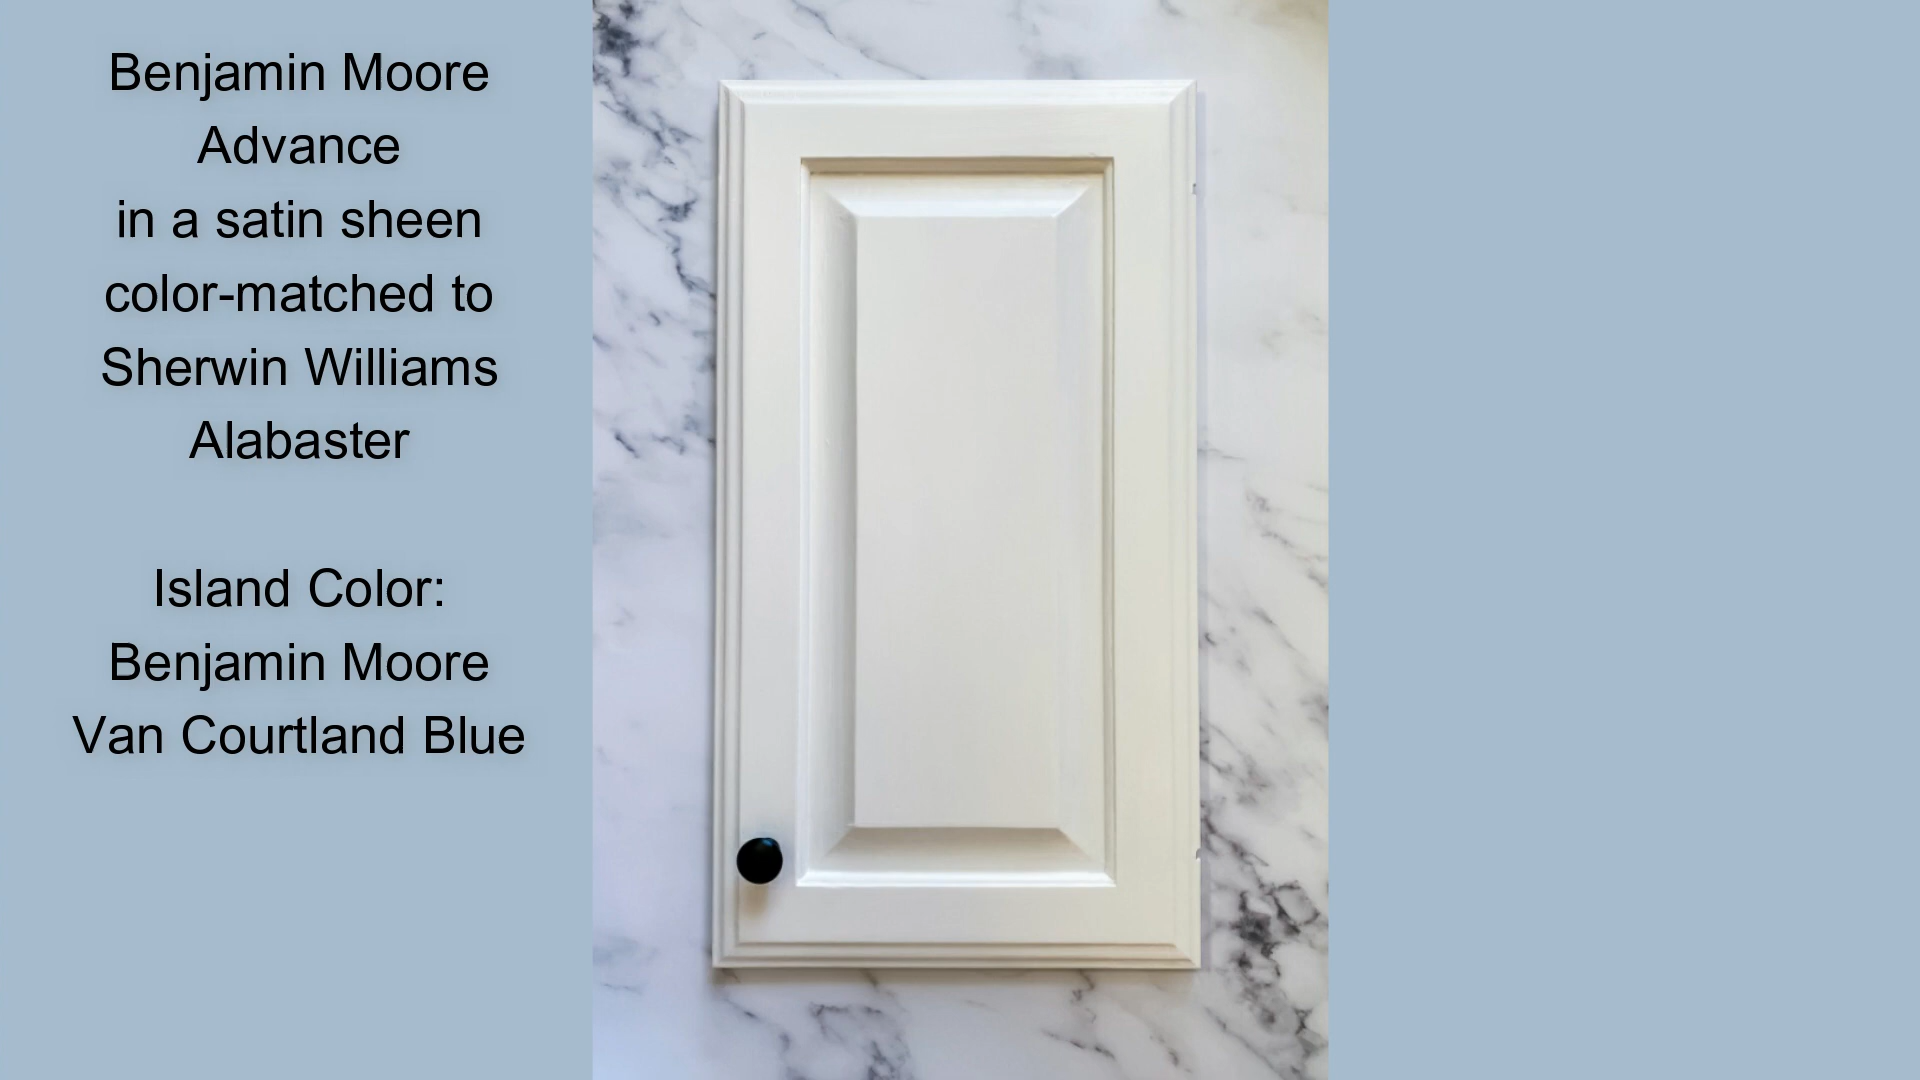 Benjamin Moore
Advance
in a satin sheen
color-matched to
Sherwin Williams
Alabaster
Island Color:
Benjamin Moore
Van Courtland Blue